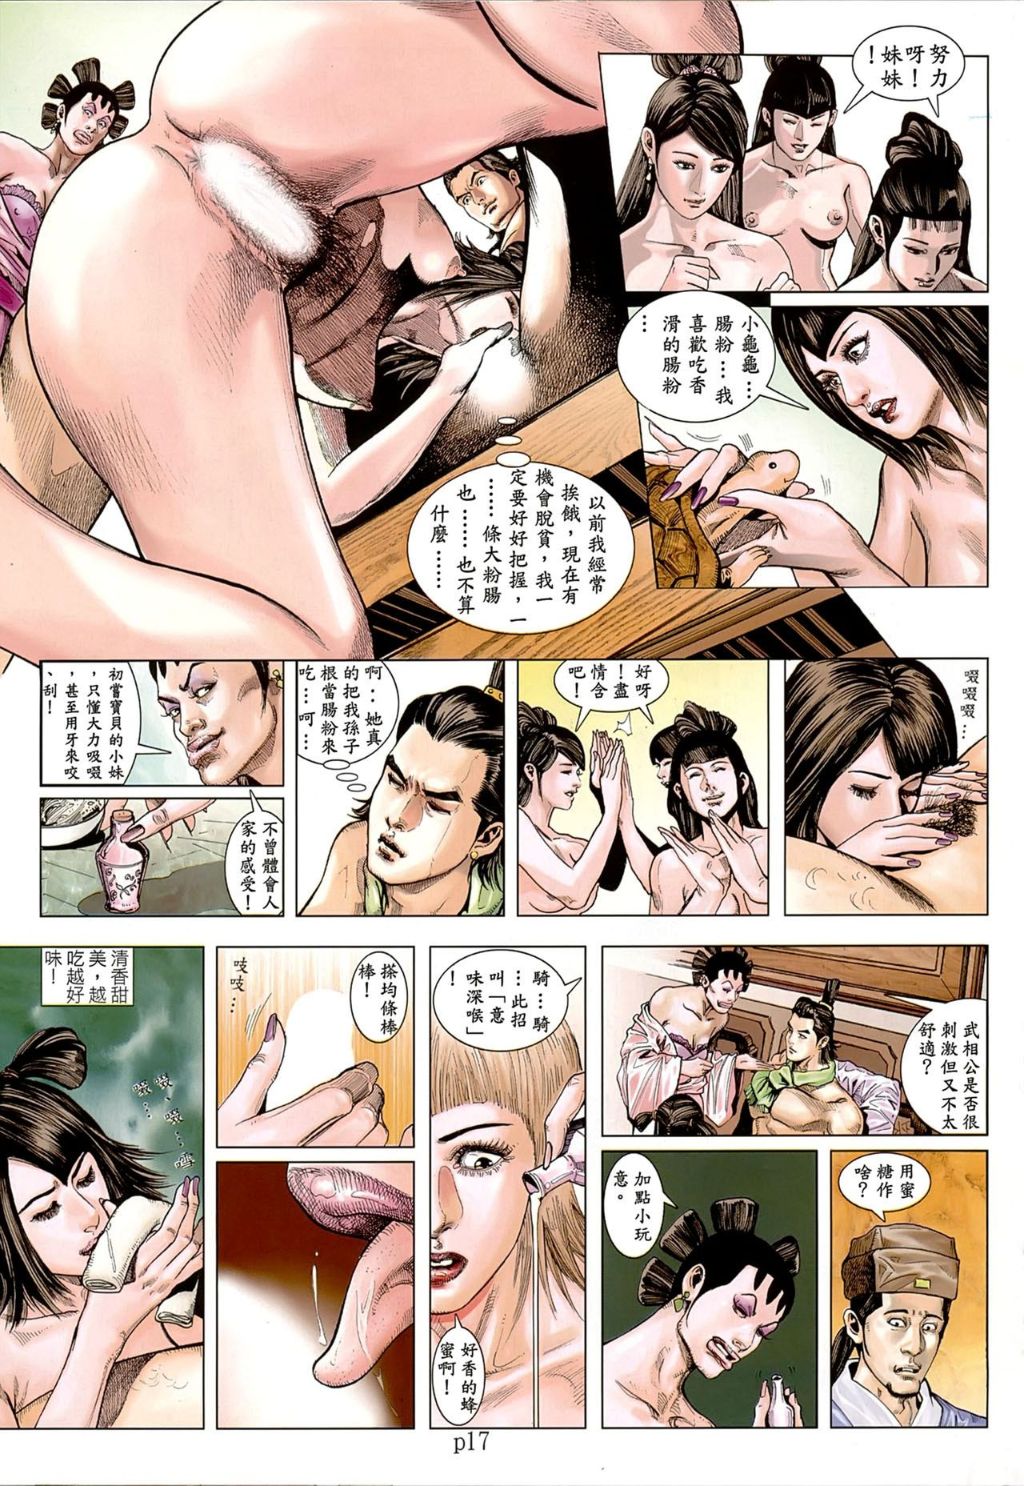 努力
呀！妹
妹！
小龜龜…
腸粉…我
喜歡吃香
滑的腸粉
…
以前我經常
挨餓，現在有
機會脫貧，我一
定要好好把握，一
……條大粉腸
也……也不算
什麼……
啜啜
啜…
好呀
！盡
情含
吧！
啊…她真
的把我孫子
根當腸粉來
吃…呵…
初嘗寶貝的小妹
，只懂大力吸啜
，甚至用牙來咬
、刮！
不曾體會人
家的感受！
武相公是否很
刺激但又不太
舒適？
用蜜
糖作
啥？
加點小玩
意。
騎…騎
…此招
叫「意
味深喉」
！
好香的蜂
蜜啊！
搽均條棒
棒！
吱吱…
清香甜
美，越
吃越好
味！
啜、啜
…啜…
p17